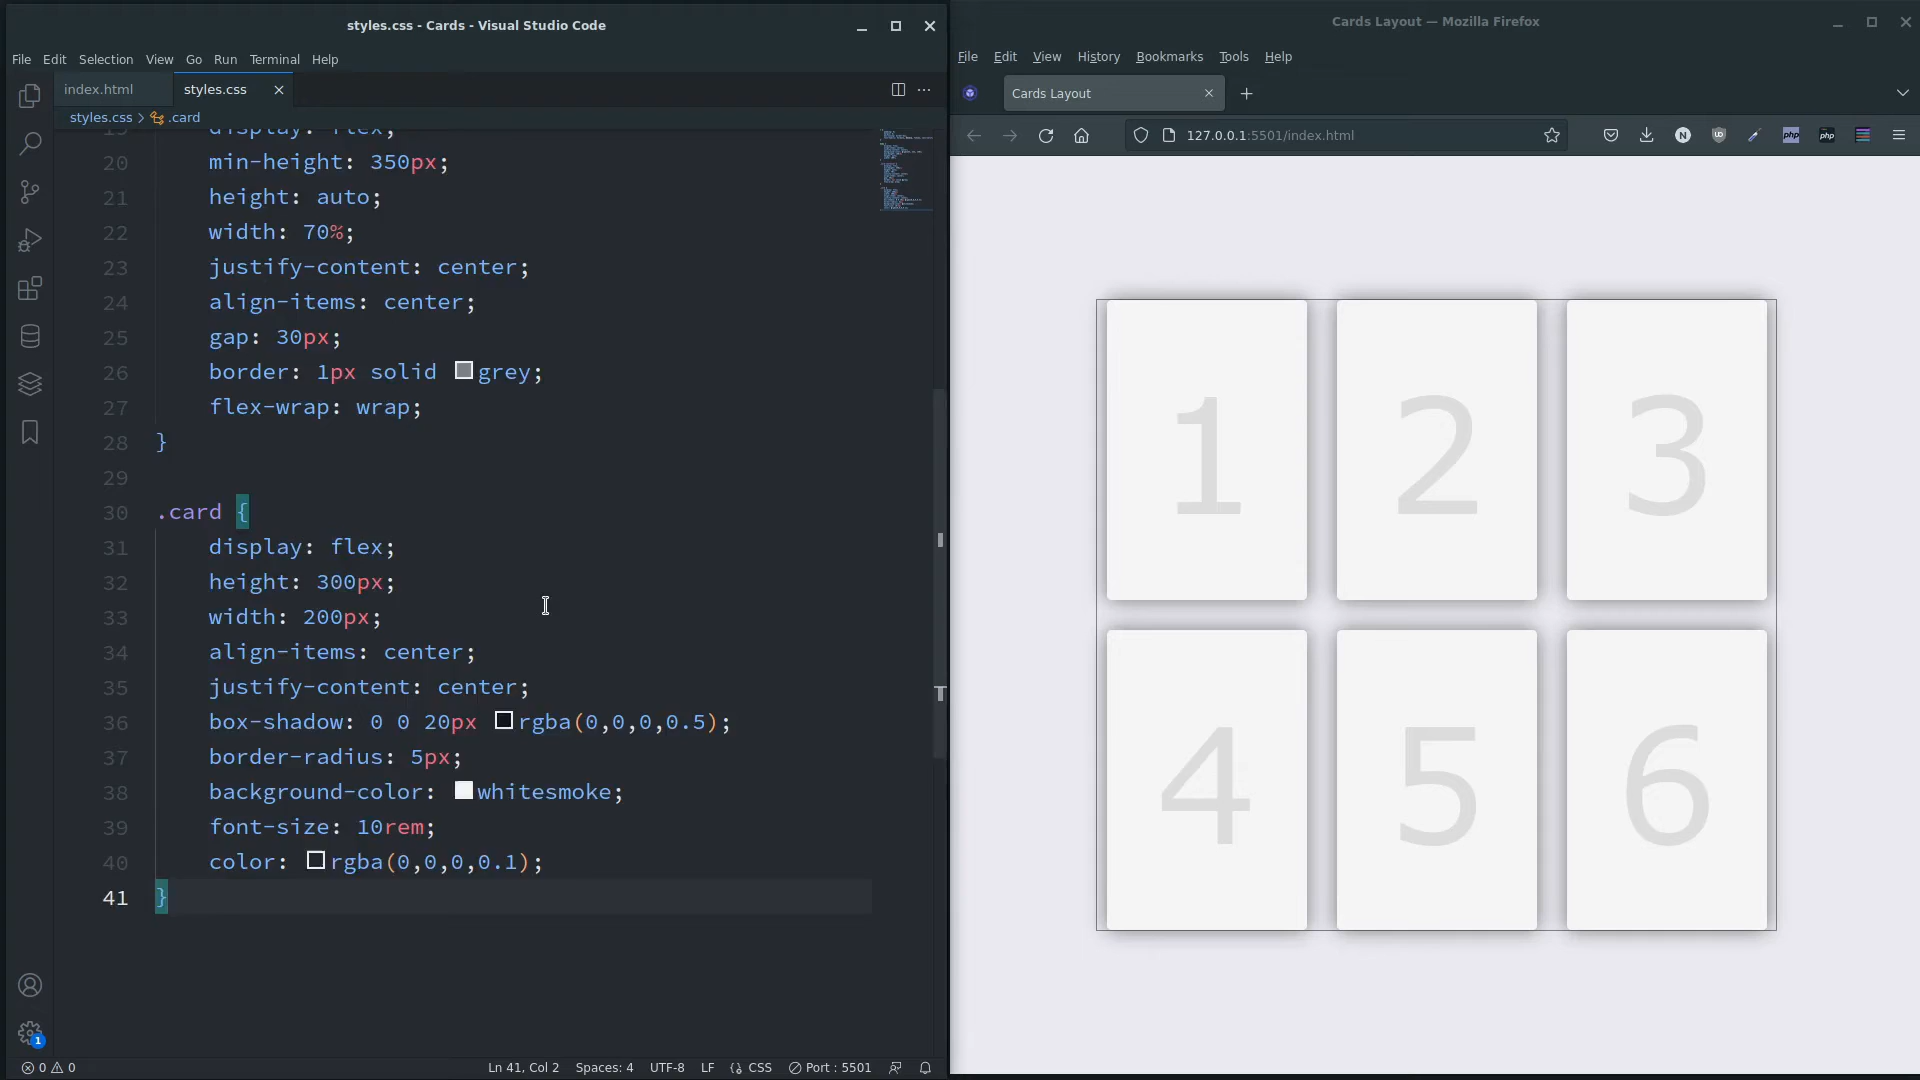 styles.css - Cards - Visual Studio Code
File Edit Selection View Go Run Terminal Help
index.html styles.css
styles.css > .card
display: flex;
20 min-height: 350px;
21 height: auto;
22 width: 70%;
23 justify-content: center;
24 align-items: center;
25 gap: 30px;
26 border: 1px solid grey;
27 flex-wrap: wrap;
28 }
29
30 .card {
31 display: flex;
32 height: 300px;
33 width: 200px;
34 align-items: center;
35 justify-content: center;
36 box-shadow: 0 0 20px rgba(0,0,0,0.5);
37 border-radius: 5px;
38 background-color: whitesmoke;
39 font-size: 10rem;
40 color: rgba(0,0,0,0.1);
41 }
1
0 0
Ln 41, Col 2 Spaces: 4 UTF-8 LF CSS Port : 5501
Cards Layout — Mozilla Firefox
File Edit View History Bookmarks Tools Help
Cards Layout
127.0.0.1:5501/index.html
N php php
1 2 3
4 5 6